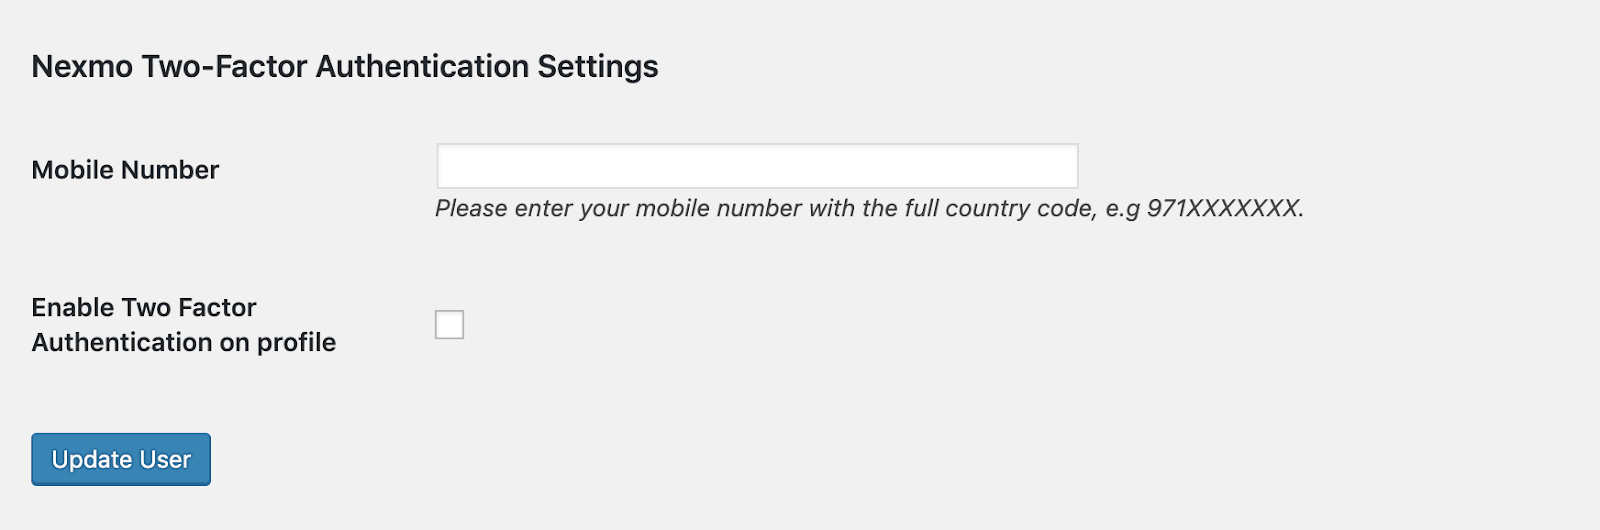 Nexmo Two-Factor Authentication Settings
Mobile Number
Please enter your mobile number with the full country code, e.g 971XXXXXXX.
Enable Two Factor
Authentication on profile
Update User